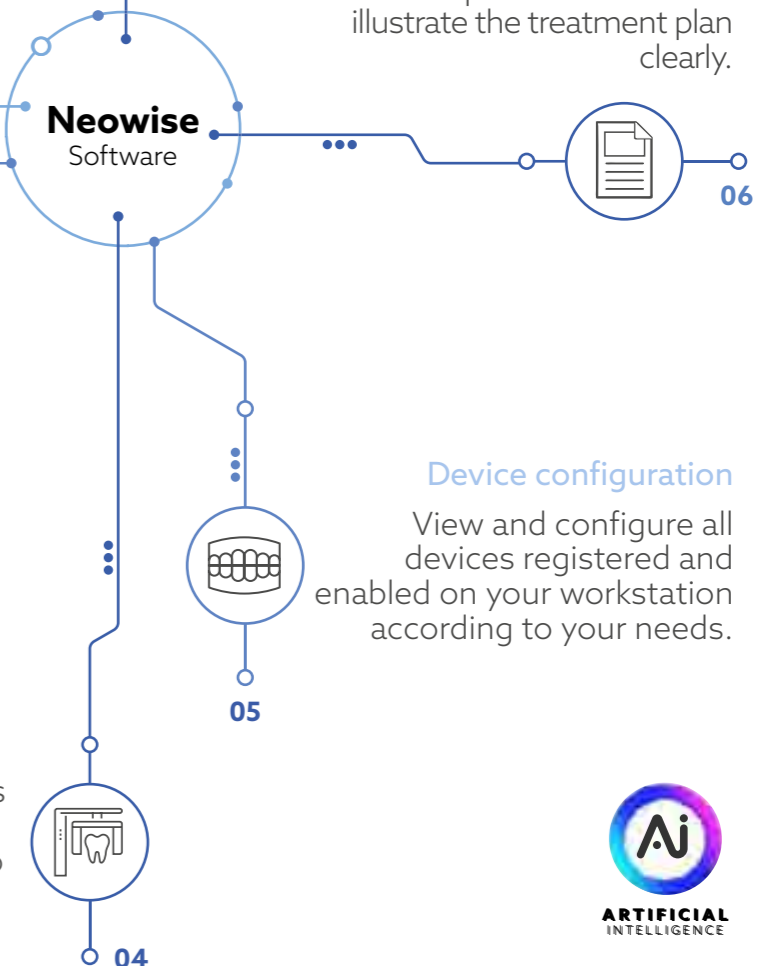 illustrate the treatment plan
clearly.
Neowise
Software
06
Device configuration
View and configure all
devices registered and
enabled on your workstation
according to your needs.
05
04
Ai
ARTIFICIAL
INTELLIGENCE